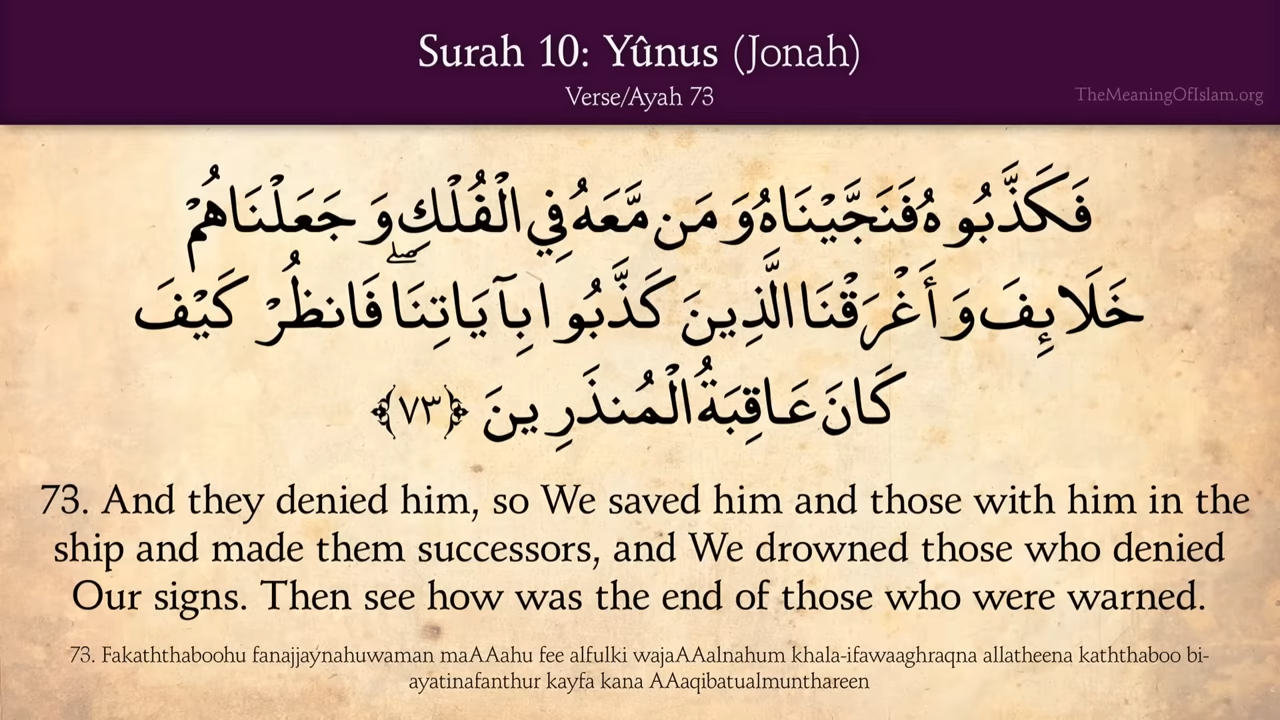 Surah 10: Yûnus (Jonah)
Verse/Ayah 73
TheMeaningOfIslam.org
فَكَذَّبُوهُ فَنَجَّيْنَاهُ وَمَن مَّعَهُ فِي الْفُلْكِ وَجَعَلْنَاهُمْ
خَلَائِفَ وَأَغْرَقْنَا الَّذِينَ كَذَّبُوا بِآيَاتِنَا ۖ فَانظُرْ كَيْفَ
كَانَ عَاقِبَةُ الْمُنذَرِينَ ﴿٧٣﴾
73. And they denied him, so We saved him and those with him in the
ship and made them successors, and We drowned those who denied
Our signs. Then see how was the end of those who were warned.
73. Fakaththaboohu fanajjaynahuwaman maAAahu fee alfulki wajaAAalnahum khala-ifawaaghraqna allatheena kaththaboo bi-
ayatinafanthur kayfa kana AAaqibatualmunthareen